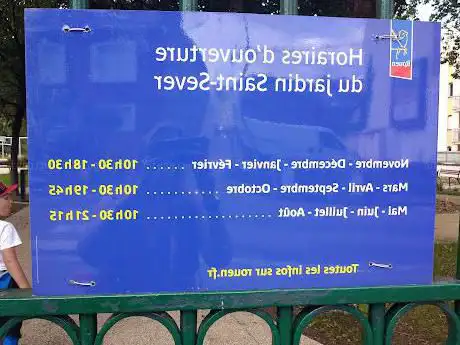 Rouen
Horaires d'ouverture
du jardin Saint-Sever
Novembre - Décembre - Janvier - Février ...... 10h30 - 18h30
Mars - Avril - Septembre - Octobre ......... 10h30 - 19h45
Mai - Juin - Juillet - Août .................. 10h30 - 21h15
Toutes les infos sur rouen.fr